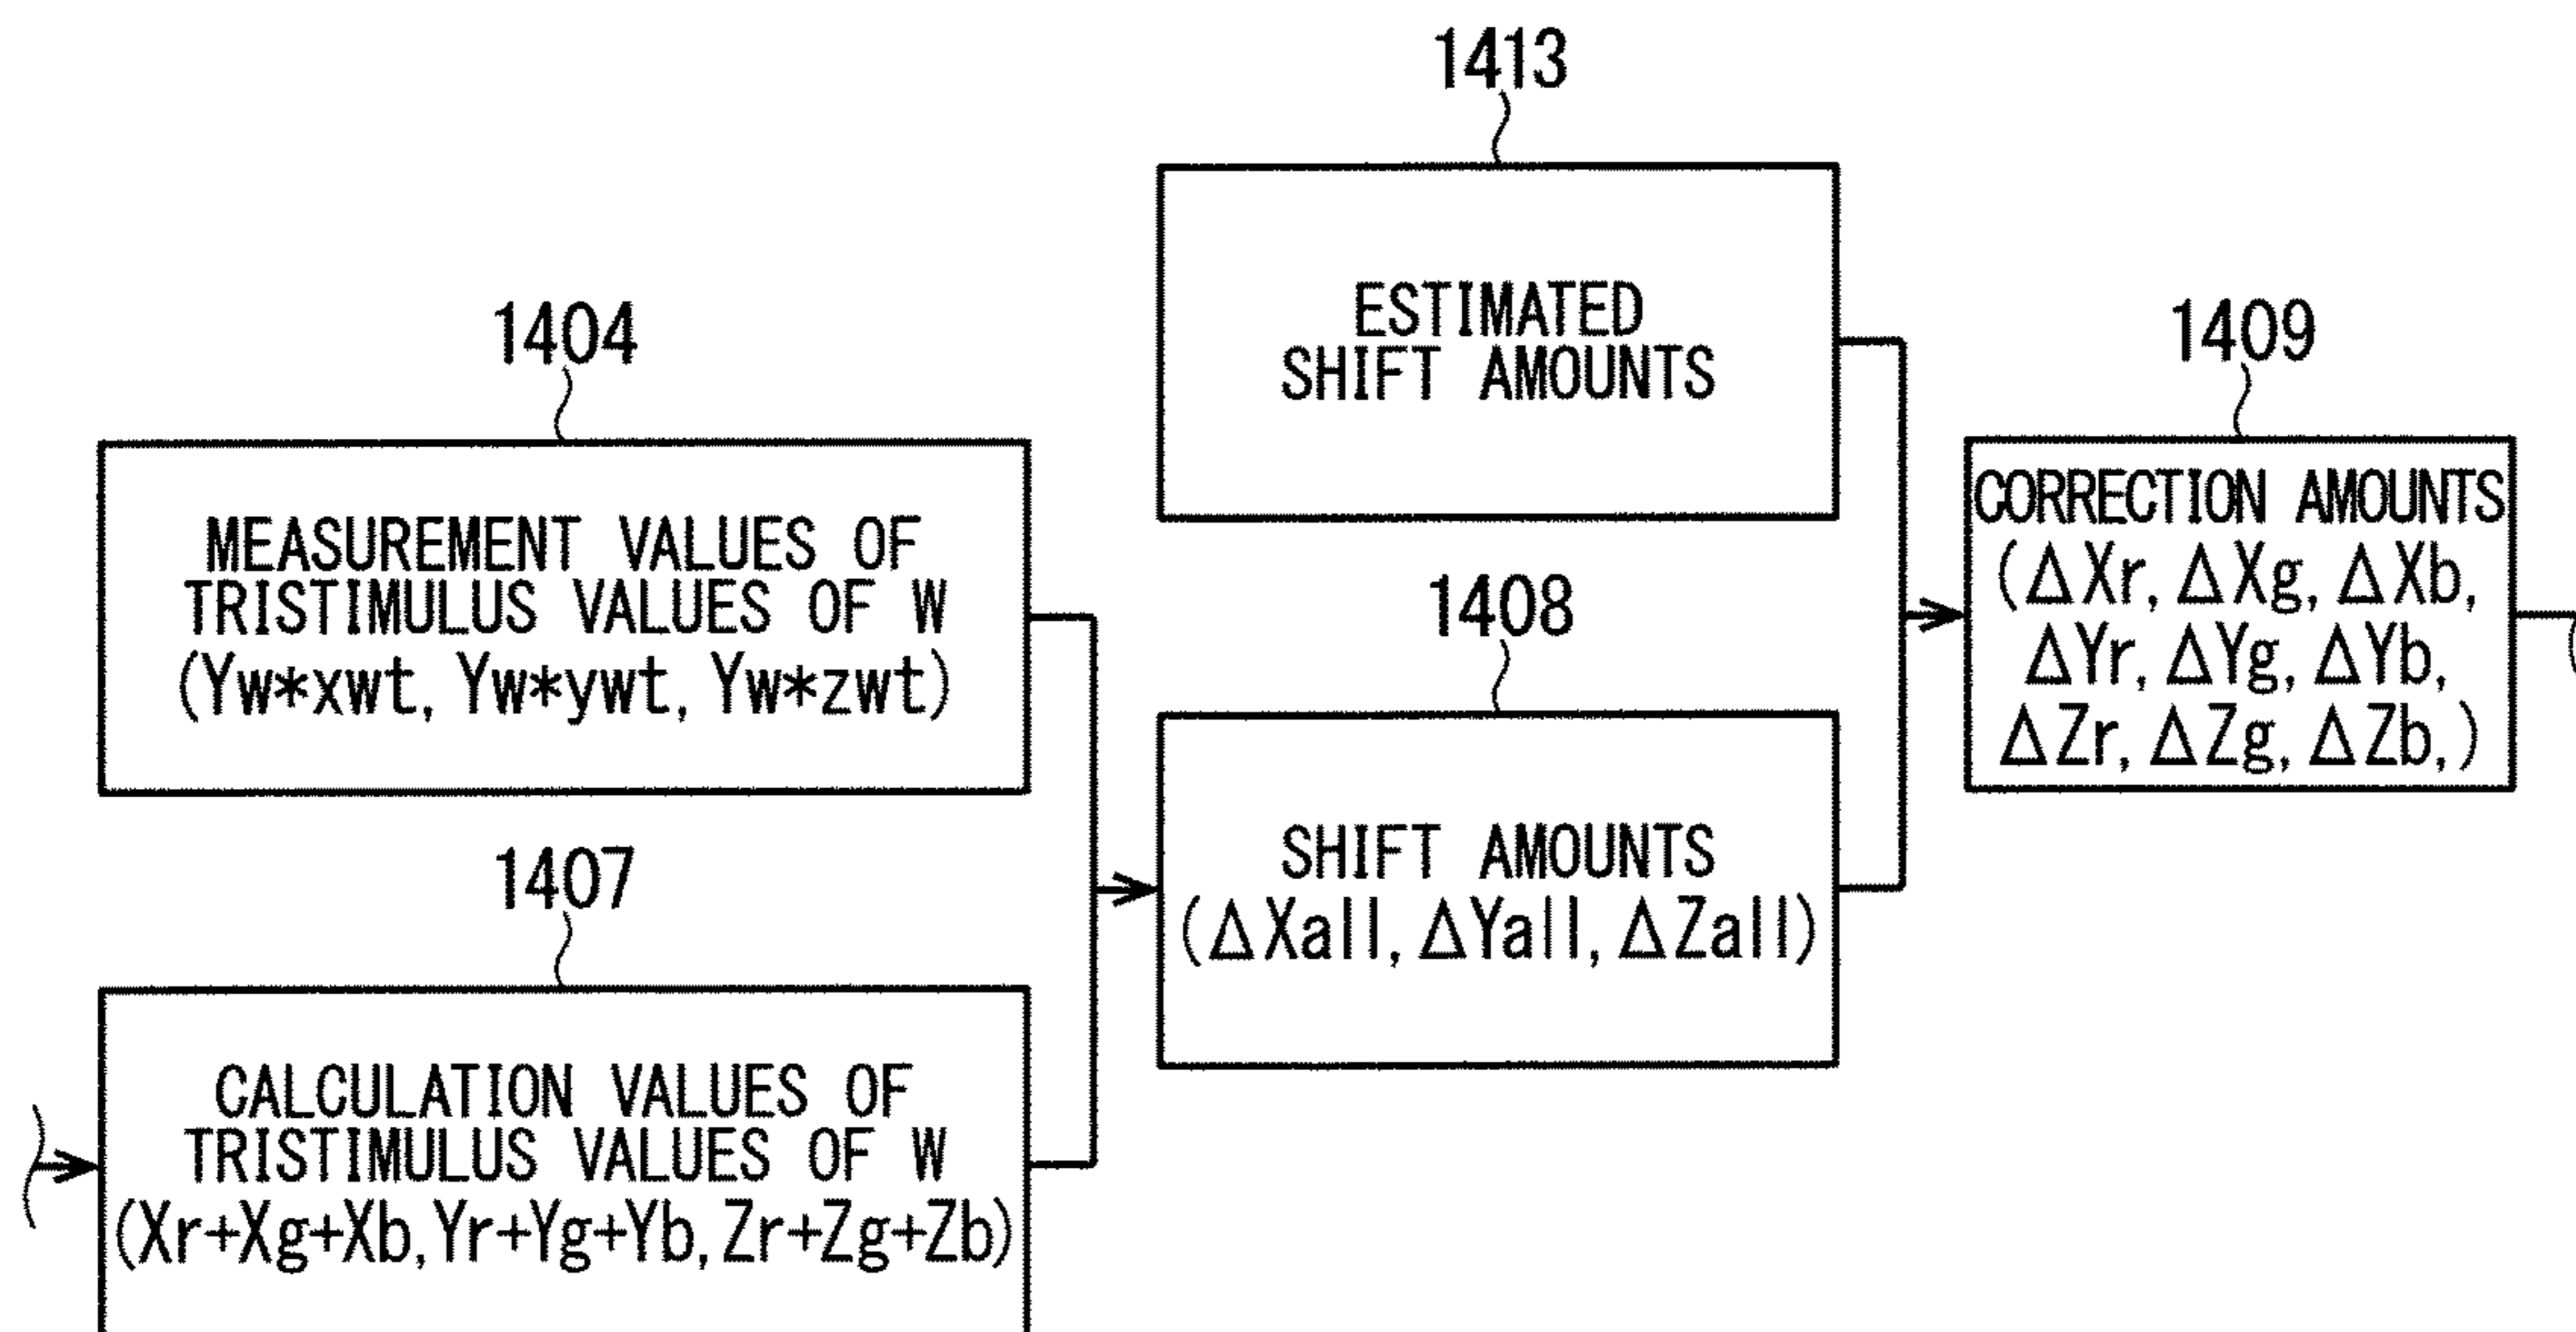 1413
ESTIMATED
SHIFT AMOUNTS
1404
MEASUREMENT VALUES OF
TRISTIMULUS VALUES OF W
(Yw*xwt, Yw*ywt, Yw*zwt)
1409
CORRECTION AMOUNTS
(ΔXr, ΔXg, ΔXb,
ΔYr, ΔYg, ΔYb,
ΔZr, ΔZg, ΔZb,)
1408
SHIFT AMOUNTS
(ΔXall, ΔYall, ΔZall)
1407
CALCULATION VALUES OF
TRISTIMULUS VALUES OF W
(Xr+Xg+Xb, Yr+Yg+Yb, Zr+Zg+Zb)